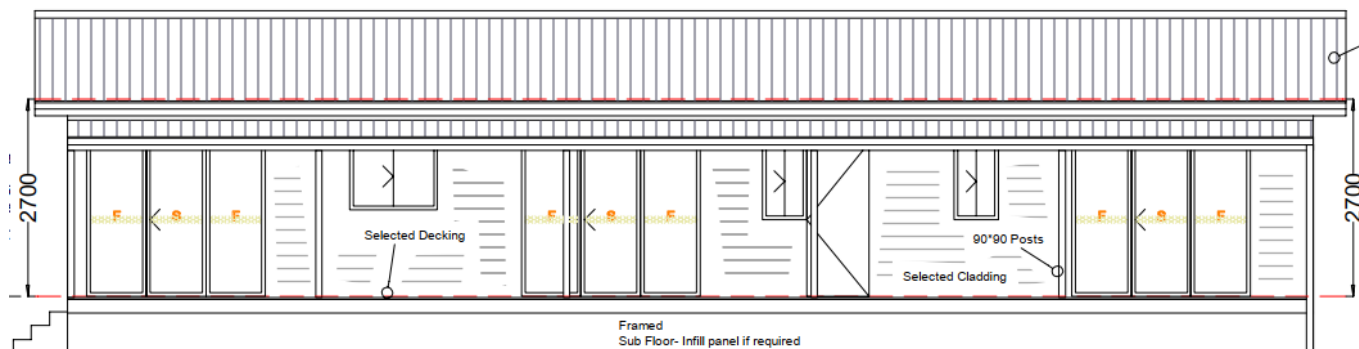 2700
2700
F S F
F S F
F S F
Selected Decking
90*90 Posts
Selected Cladding
Framed
Sub Floor- Infill panel if required